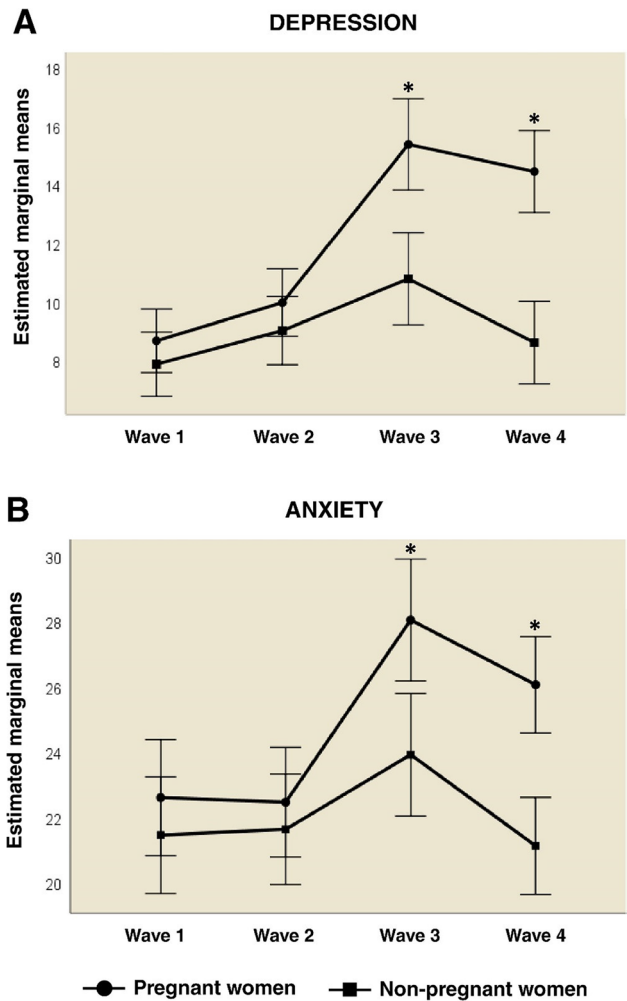 A
DEPRESSION
Estimated marginal means
18
16
14
12
10
8
*
*
Wave 1 Wave 2 Wave 3 Wave 4
B
ANXIETY
Estimated marginal means
30
28
26
24
22
20
*
*
Wave 1 Wave 2 Wave 3 Wave 4
Pregnant women Non-pregnant women